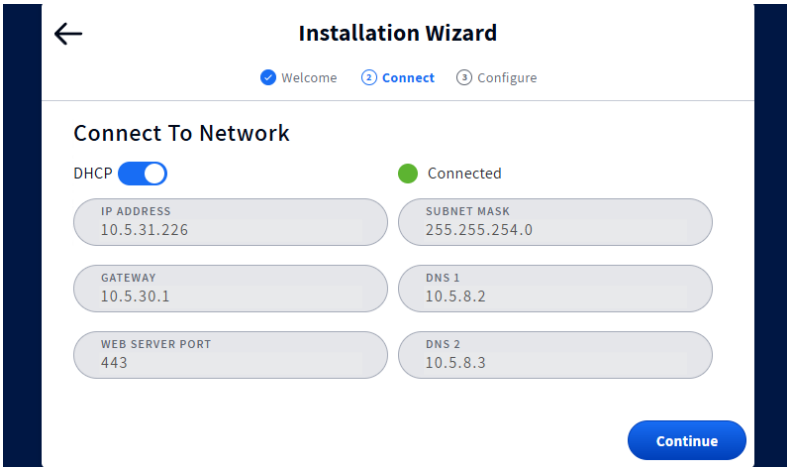 Installation Wizard
Welcome 2 Connect 3 Configure
Connect To Network
DHCP Connected
IP ADDRESS SUBNET MASK
10.5.31.226 255.255.254.0
GATEWAY DNS 1
10.5.30.1 10.5.8.2
WEB SERVER PORT DNS 2
443 10.5.8.3
Continue